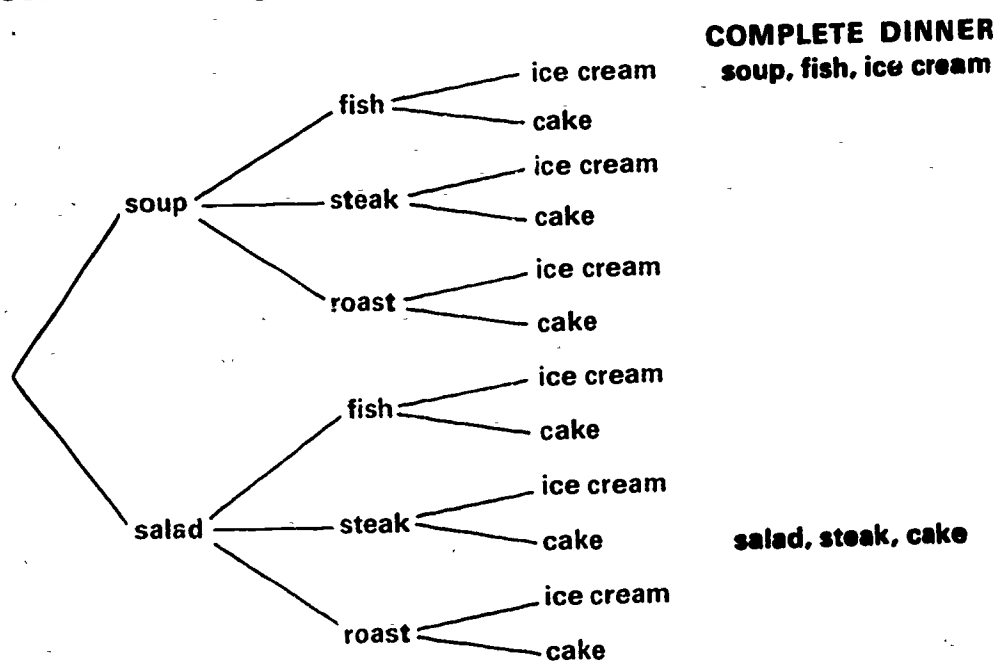 COMPLETE DINNER
ice cream soup, fish, ice cream
fish
cake
ice cream
soup steak
cake
ice cream
roast
cake
ice cream
fish
cake
ice cream
salad steak
cake salad, steak, cake
ice cream
roast
cake